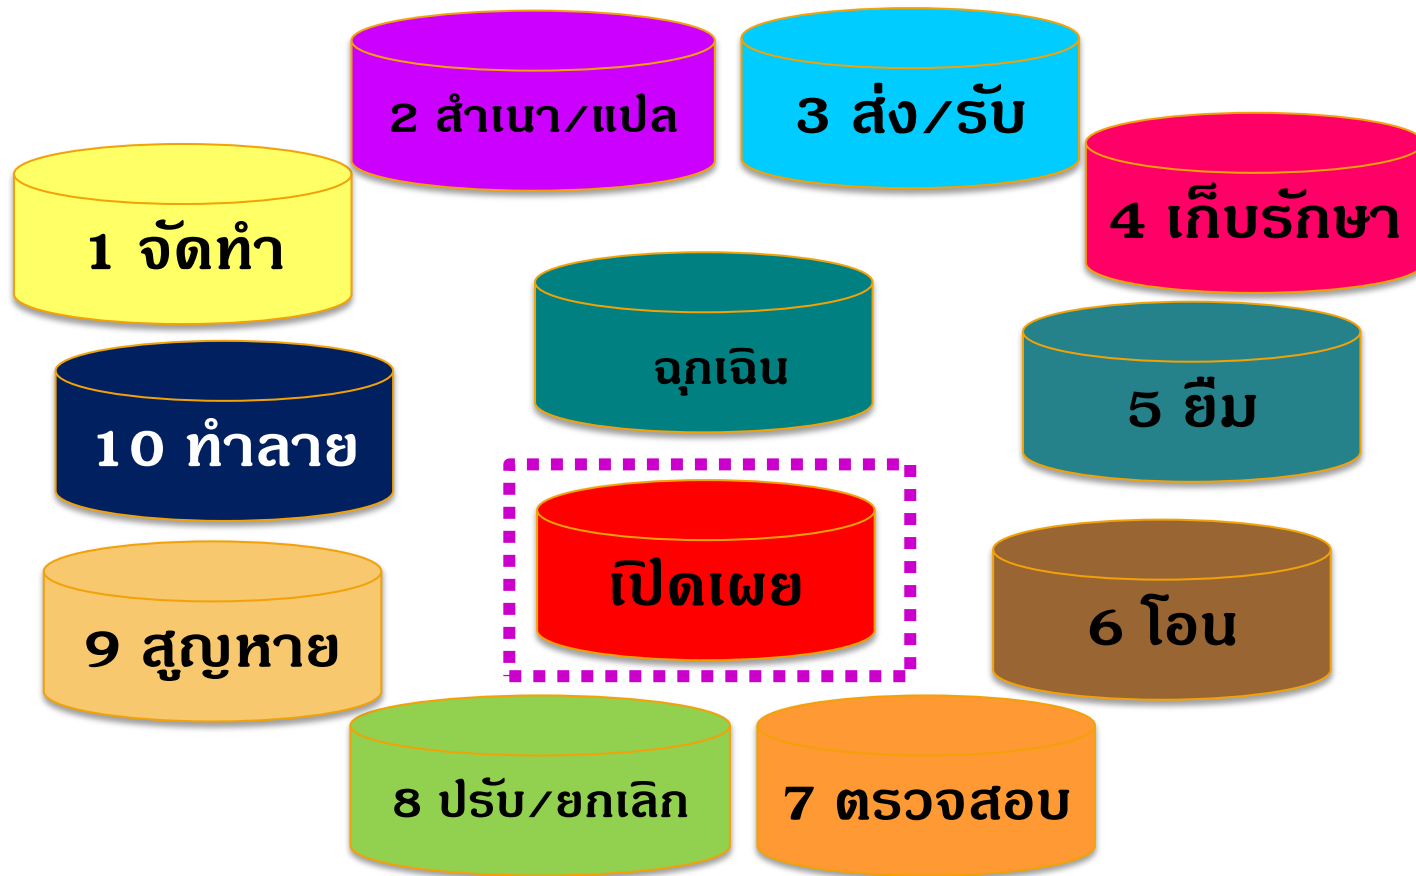 2 สำเนา/แปล
3 ส่ง/รับ
4 เก็บรักษา
1 จัดทำ
ฉุกเฉิน
5 ยืม
10 ทำลาย
เปิดเผย
6 โอน
9 สูญหาย
8 ปรับ/ยกเลิก
7 ตรวจสอบ